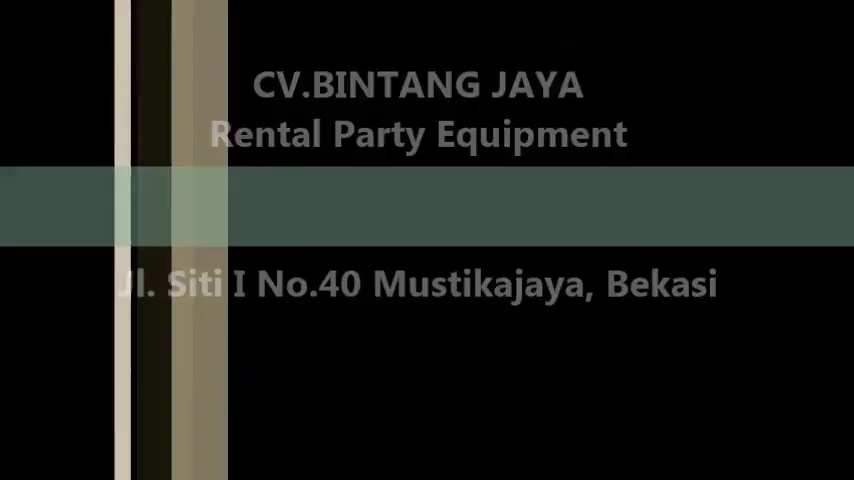 CV.BINTANG JAYA
Rental Party Equipment
Jl. Siti I No.40 Mustikajaya, Bekasi